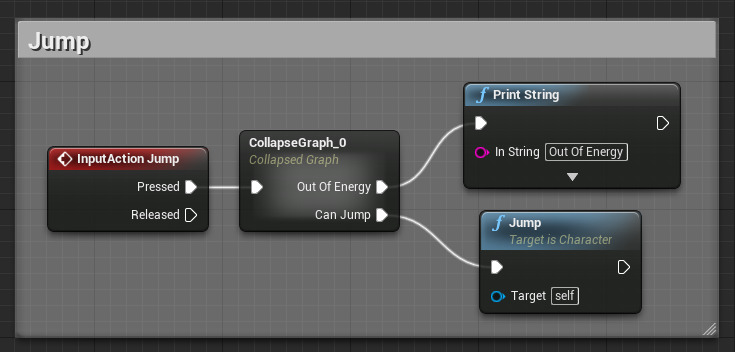 Jump
InputAction Jump
Pressed
Released
CollapseGraph_0
Collapsed Graph
Out Of Energy
Can Jump
Print String
In String Out Of Energy
Jump
Target is Character
Target self